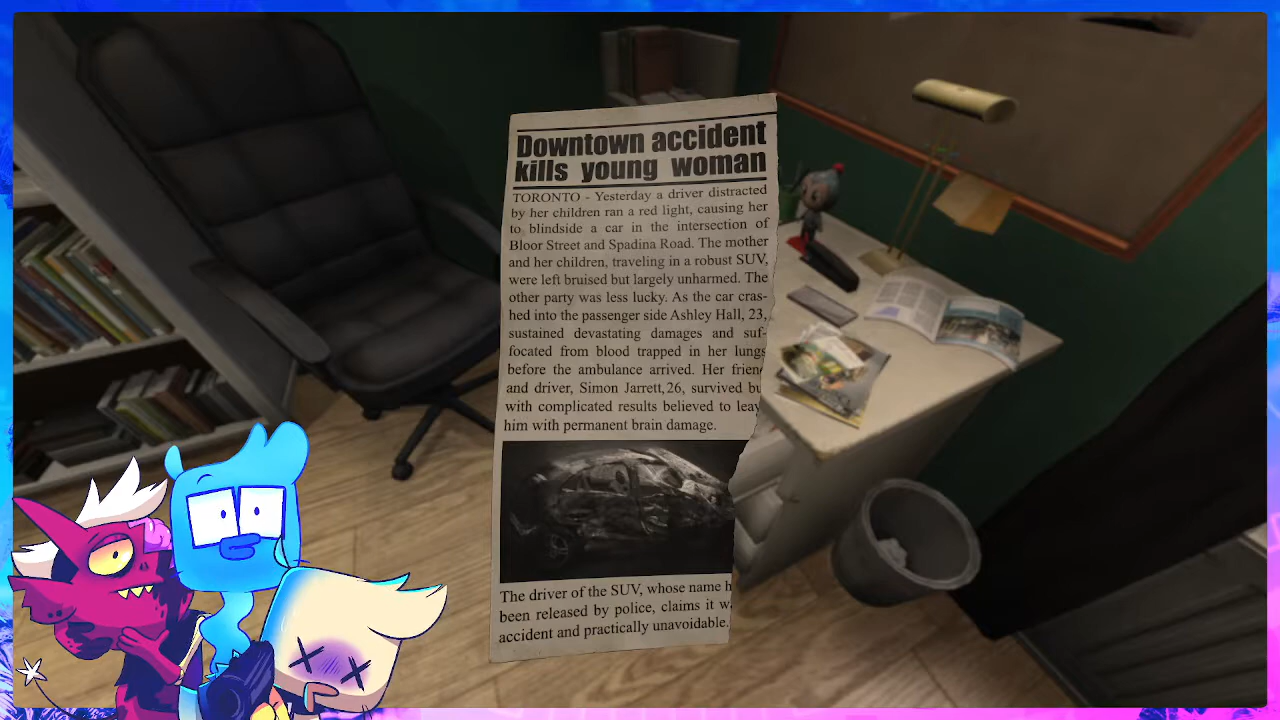 Downtown accident
kills young woman
TORONTO - Yesterday a driver distracted
by her children ran a red light, causing her
to blindside a car in the intersection of
Bloor Street and Spadina Road. The mother
and her children, traveling in a robust SUV,
were left bruised but largely unharmed. The
other party was less lucky. As the car cras-
hed into the passenger side Ashley Hall, 23,
sustained devastating damages and suf-
focated from blood trapped in her lungs
before the ambulance arrived. Her frien
and driver, Simon Jarrett, 26, survived bu
with complicated results believed to leav
him with permanent brain damage.
The driver of the SUV, whose name h
been released by police, claims it w
accident and practically unavoidable.